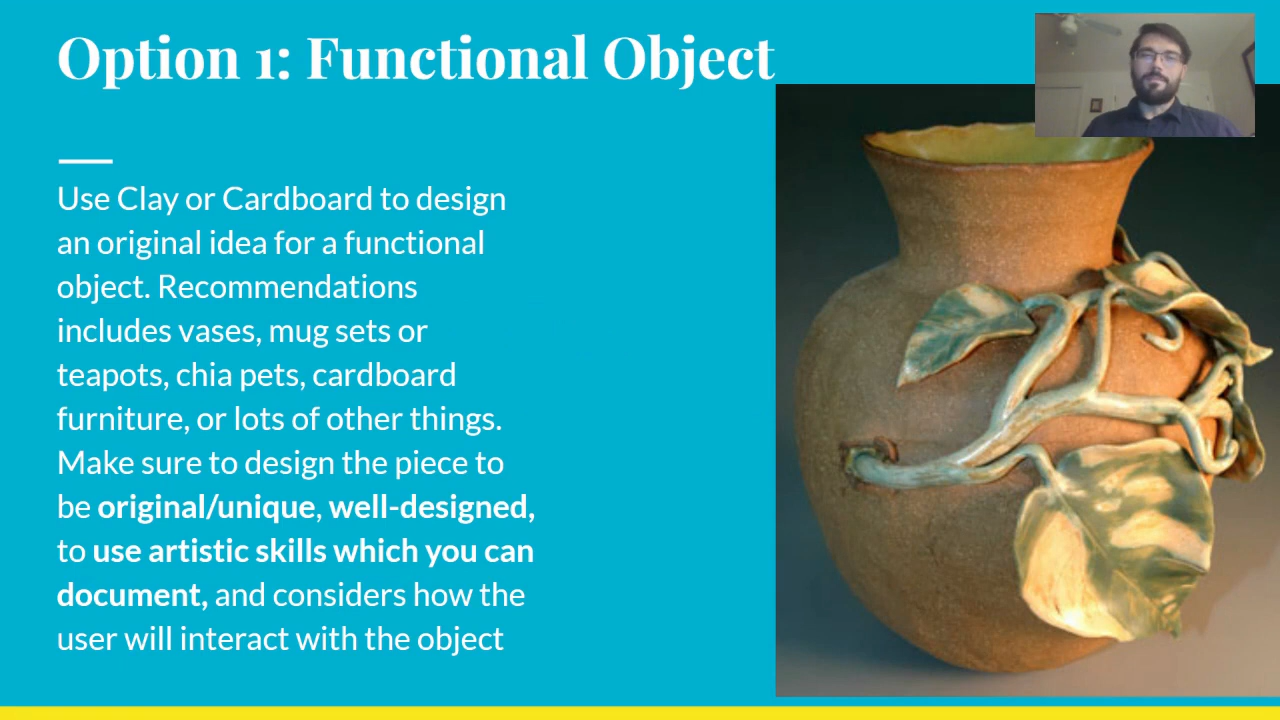 Option 1: Functional Object
Use Clay or Cardboard to design
an original idea for a functional
object. Recommendations
includes vases, mug sets or
teapots, chia pets, cardboard
furniture, or lots of other things.
Make sure to design the piece to
be original/unique, well-designed,
to use artistic skills which you can
document, and considers how the
user will interact with the object